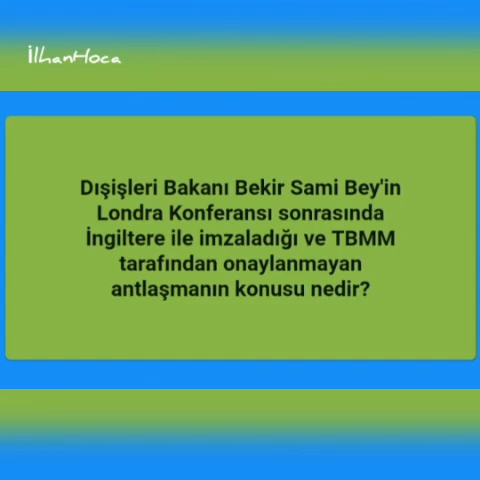 İlhanHoca
Dışişleri Bakanı Bekir Sami Bey'in
Londra Konferansı sonrasında
İngiltere ile imzaladığı ve TBMM
tarafından onaylanmayan
antlaşmanın konusu nedir?